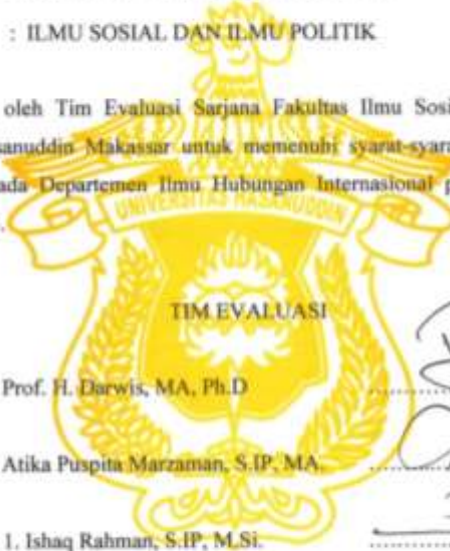 : ILMU SOSIAL DAN ILMU POLITIK
oleh Tim Evaluasi Sarjana Fakultas Ilmu Sosi
sanuddin Makassar untuk memenuhi syarat-syara
ada Departemen Ilmu Hubungan Internasional p
UNIVERSITAS HASANUDDIN
TIM EVALUASI
Prof. H. Darwis, MA, Ph.D
Atika Puspita Marzaman, S.IP, MA.
1. Ishaq Rahman, S.IP, M.Si.